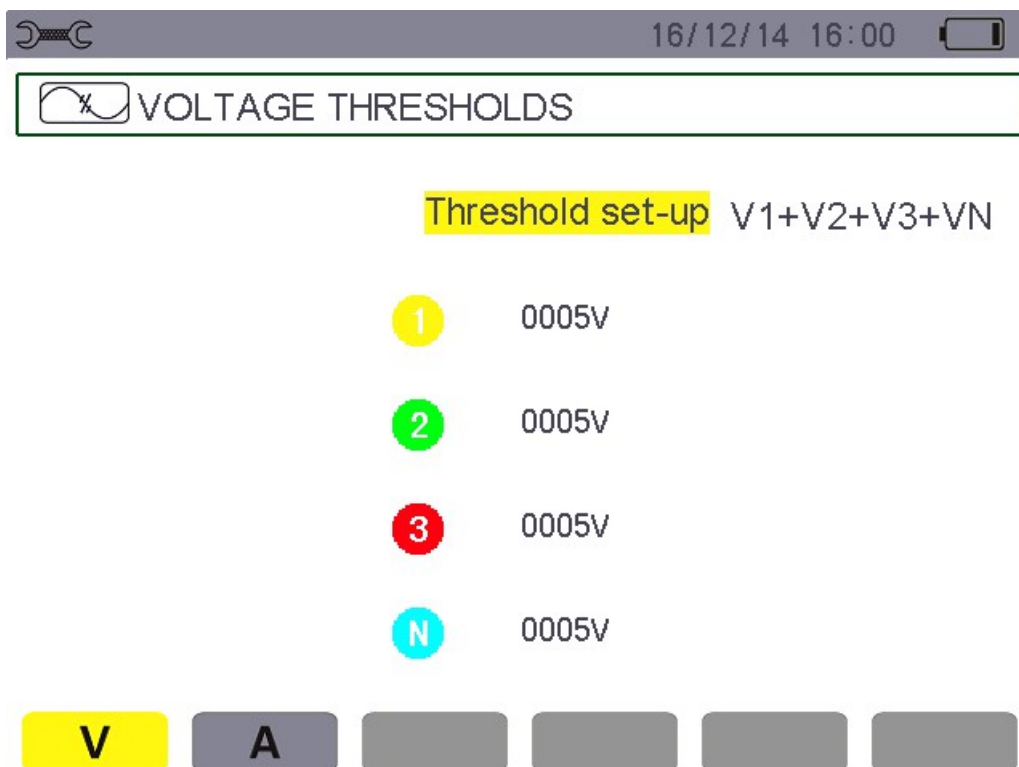 16/12/14 16:00
VOLTAGE THRESHOLDS
Threshold set-up V1+V2+V3+VN
1 0005V
2 0005V
3 0005V
N 0005V
V A